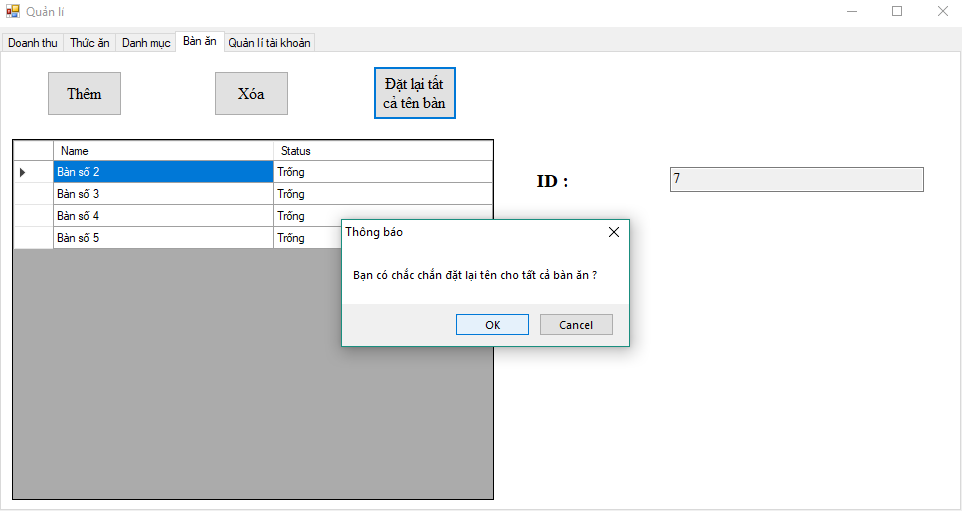 Quản lí
Doanh thu Thức ăn Danh mục Bàn ăn Quản lí tài khoản
Thêm Xóa Đặt lại tất
cả tên bàn
Name Status
Bàn số 2 Trống
Bàn số 3 Trống
Bàn số 4 Trống
Bàn số 5 Trống
ID : 7
Thông báo
Bạn có chắc chắn đặt lại tên cho tất cả bàn ăn ?
OK Cancel